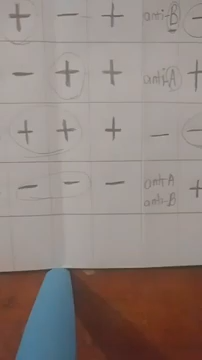 + − + anti-B −
− + + anti-A +
+ + + − −
− − − anti-A +
anti-B